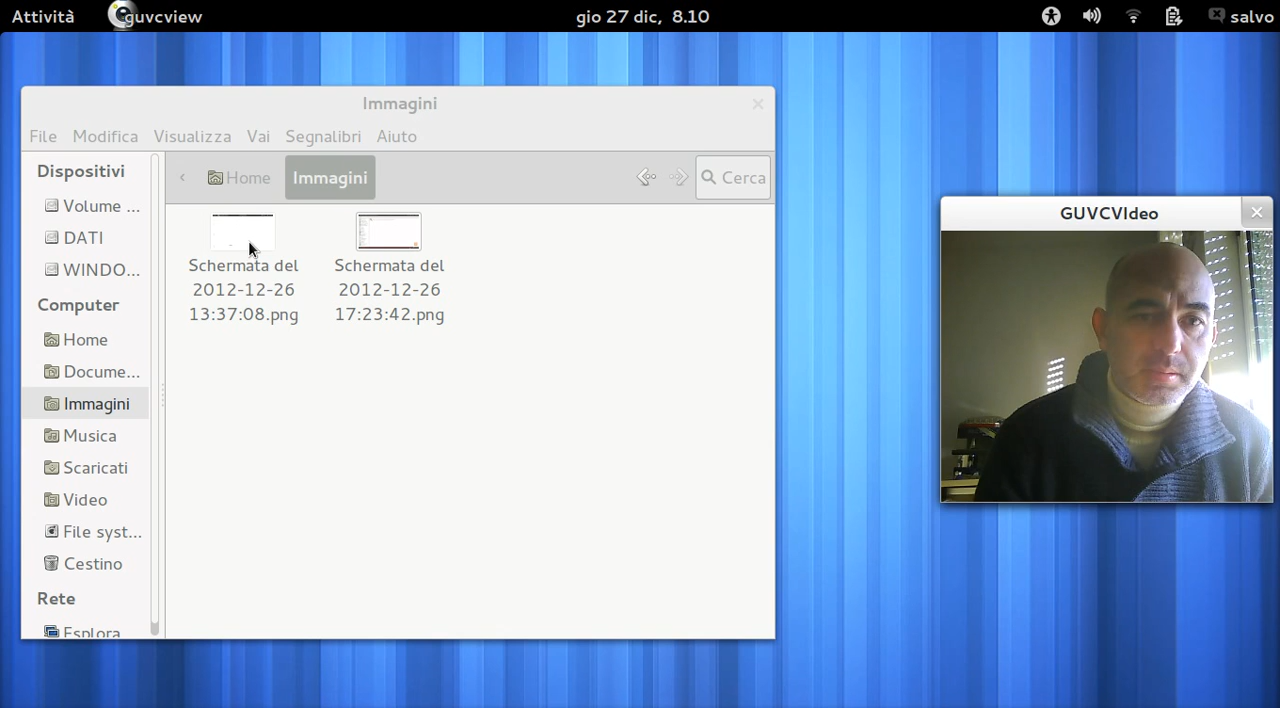 Attività guvcview gio 27 dic, 8.10 salvo
Immagini
File Modifica Visualizza Vai Segnalibri Aiuto
Dispositivi
Volume ...
DATI
WINDO...
Computer
Home
Docume...
Immagini
Musica
Scaricati
Video
File syst...
Cestino
Rete
Esplora
Home Immagini Cerca
Schermata del
2012-12-26
13:37:08.png
Schermata del
2012-12-26
17:23:42.png
GUVCVIdeo